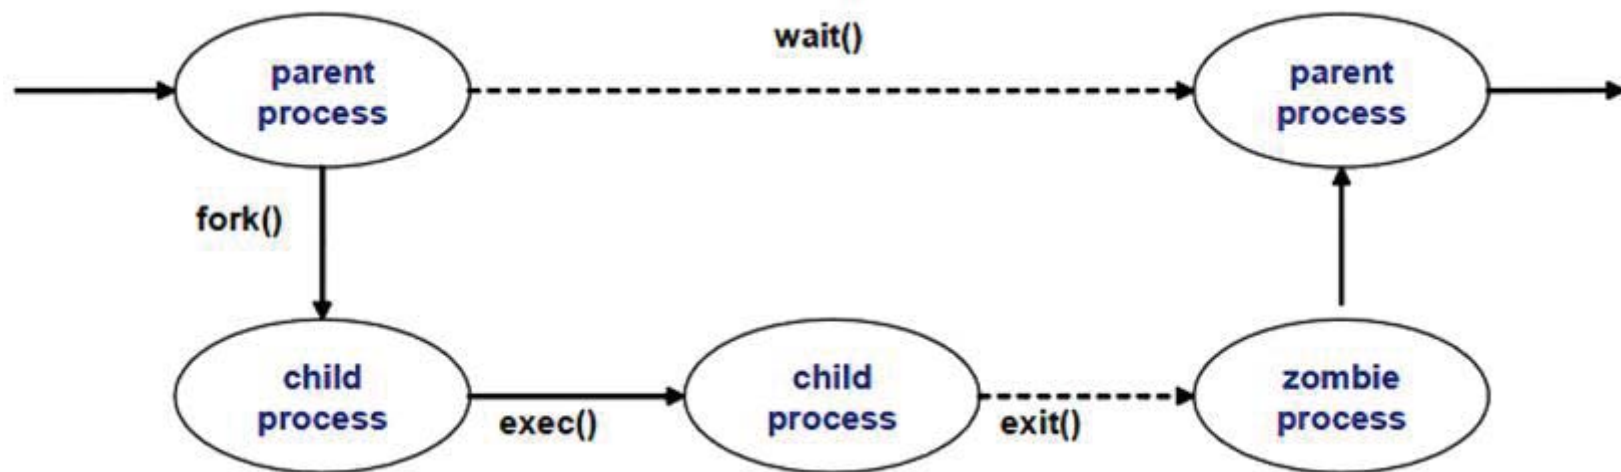 wait()
parent
process
parent
process
fork()
child
process
exec()
child
process
exit()
zombie
process